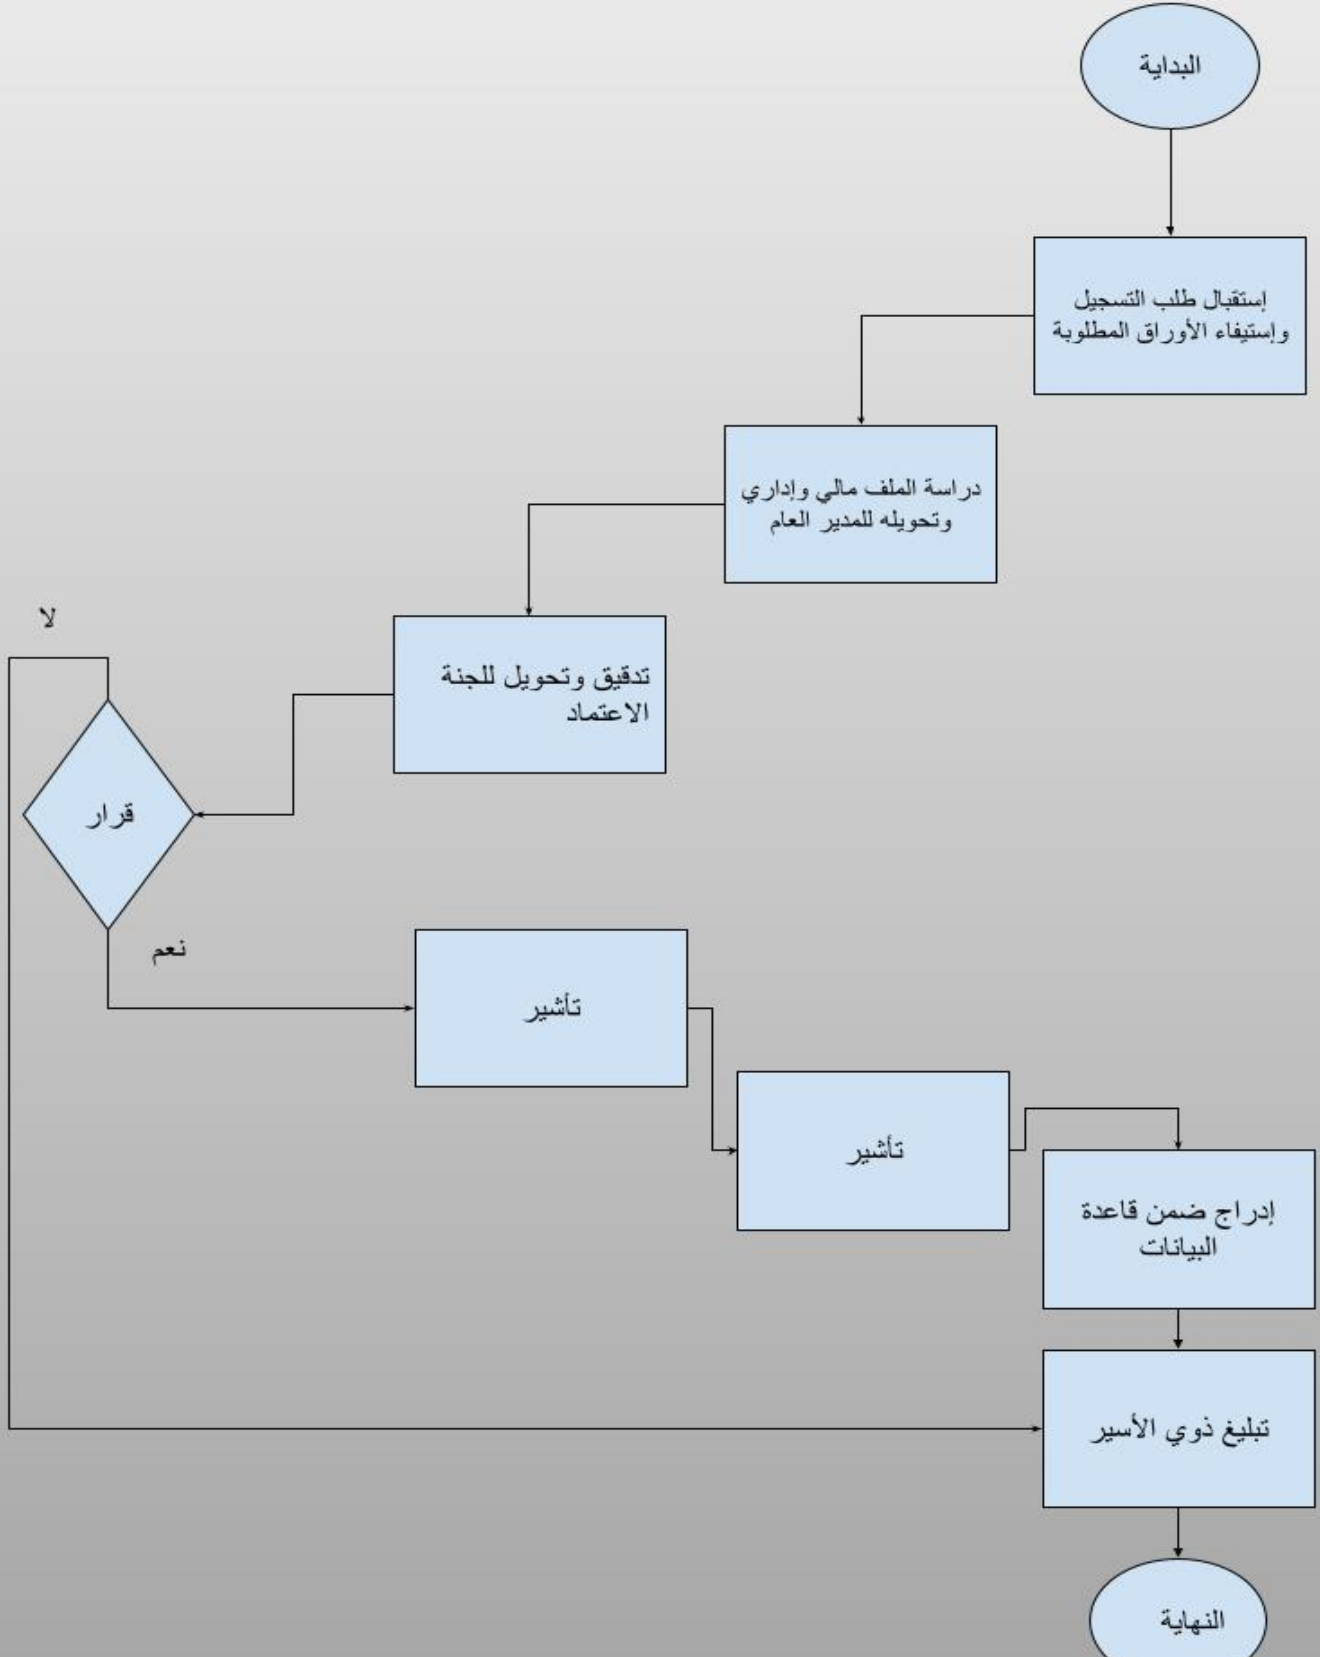 البداية
إستقبال طلب التسجيل
وإستيفاء الأوراق المطلوبة
دراسة الملف مالي وإداري
وتحويله للمدير العام
تدقيق وتحويل للجنة
الاعتماد
لا
قرار
نعم
تأشير
تأشير
إدراج ضمن قاعدة
البيانات
تبليغ ذوي الأسير
النهاية